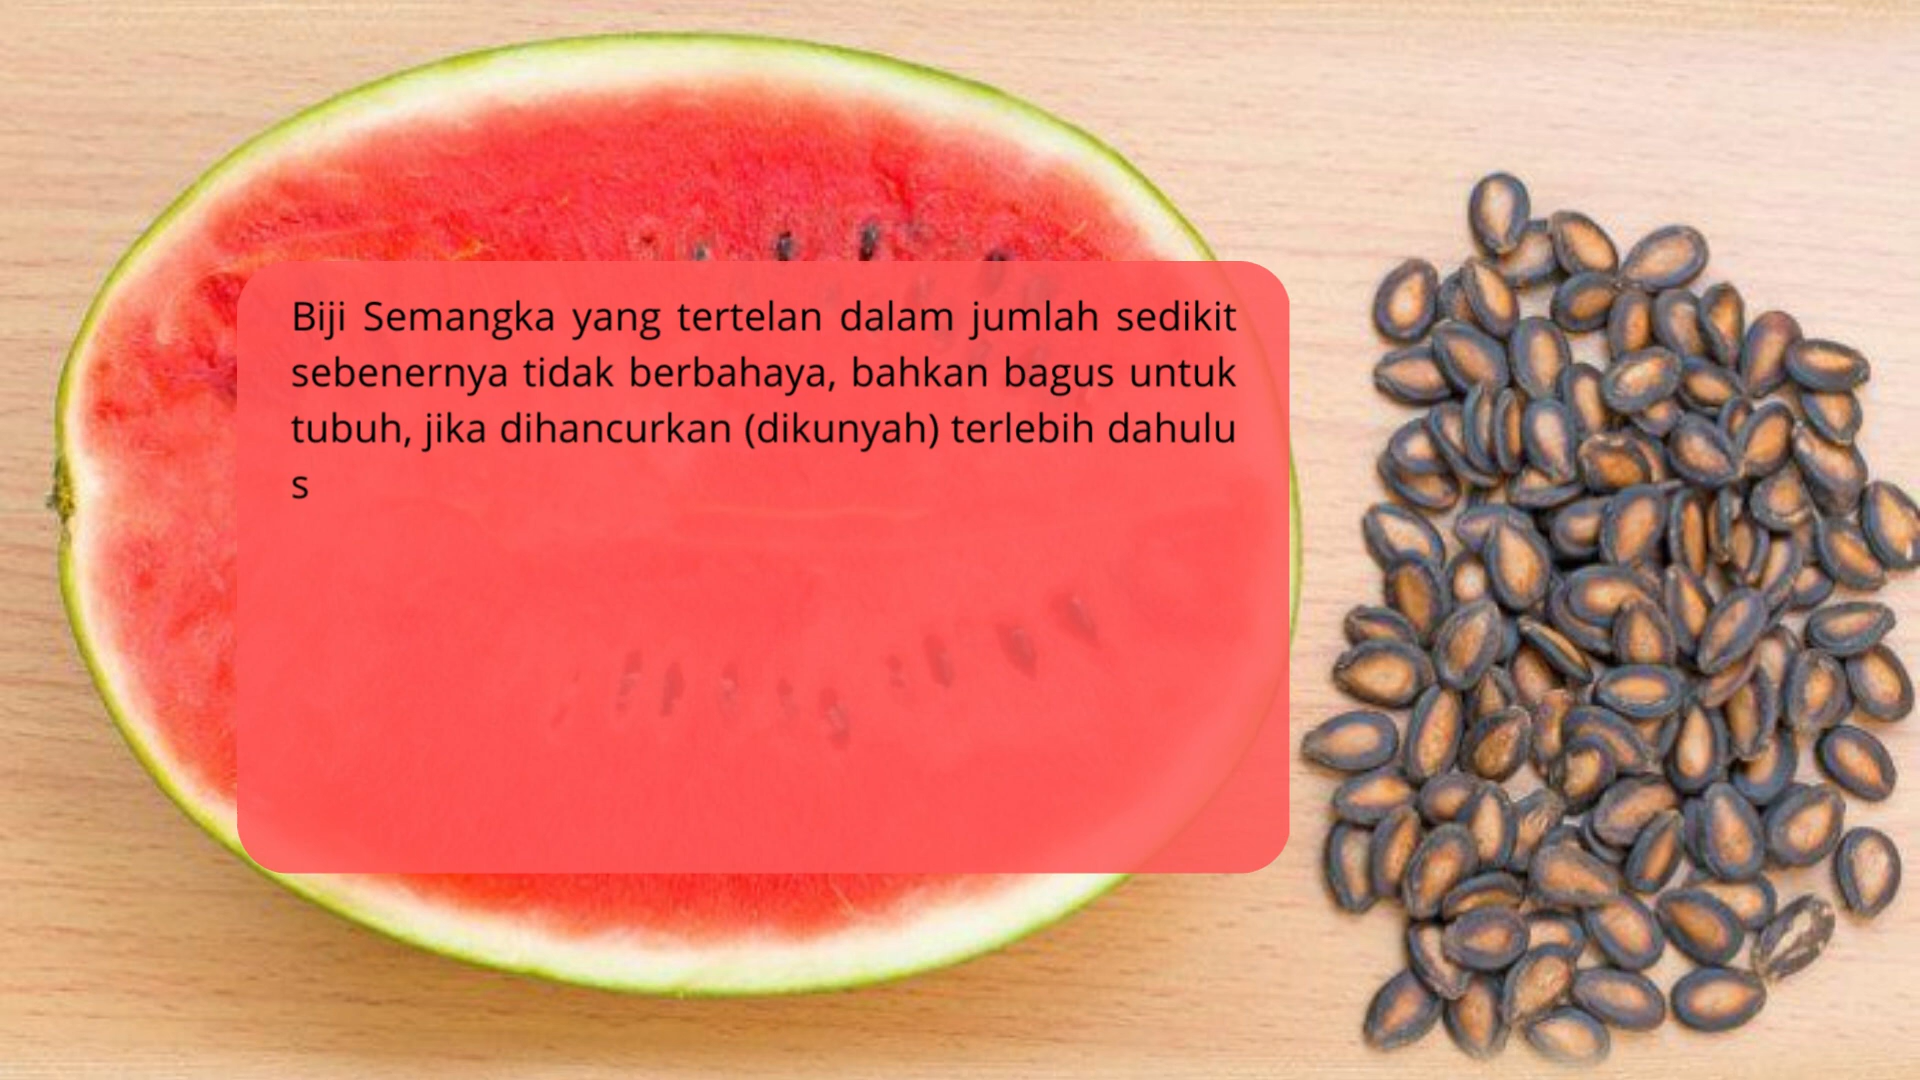 Biji Semangka yang tertelan dalam jumlah sedikit
sebenernya tidak berbahaya, bahkan bagus untuk
tubuh, jika dihancurkan (dikunyah) terlebih dahulu
s